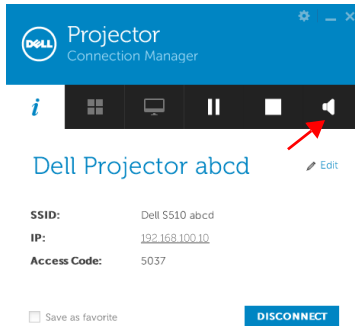 DELL
Projector
Connection Manager
i
Dell Projector abcd
Edit
SSID: Dell S510 abcd
IP: 192.168.100.10
Access Code: 5037
Save as favorite
DISCONNECT